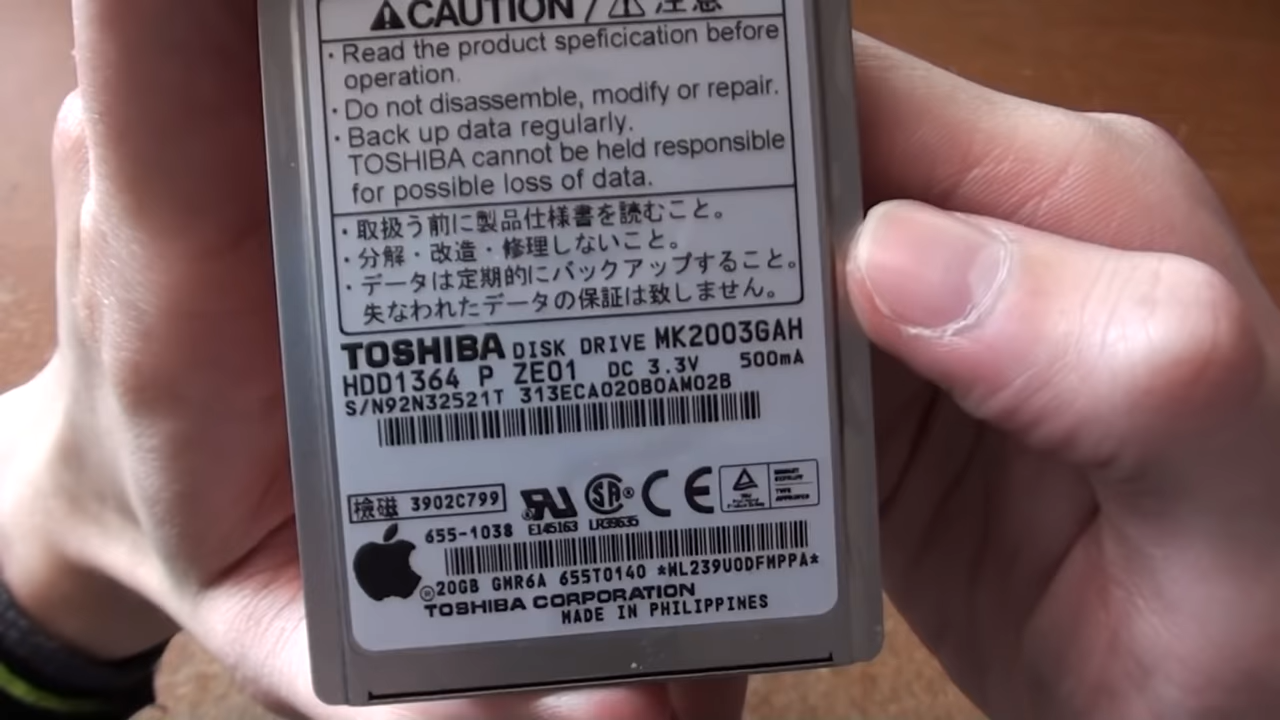 ⚠CAUTION / ⚠ 注意
· Read the product speficication before
operation.
· Do not disassemble, modify or repair.
· Back up data regularly.
TOSHIBA cannot be held responsible
for possible loss of data.
· 取扱う前に製品仕様書を読むこと。
· 分解・改造・修理しないこと。
· データは定期的にバックアップすること。
失なわれたデータの保証は致しません。
TOSHIBA DISK DRIVE MK2003GAH
HDD1364 P ZE01 DC 3.3V 500mA
S/N92N32521T 313ECA020B0AM02B
檢磁 3902C799
E145163 LR39635
655-1038
®20GB GMR6A 655T0140 *ML239U0DFMPPA*
TOSHIBA CORPORATION
MADE IN PHILIPPINES